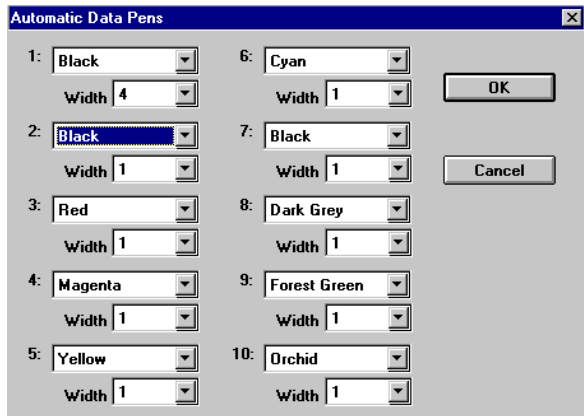 Automatic Data Pens
1: Black 6: Cyan
Width 4 Width 1 OK
2: Black 7: Black
Width 1 Width 1 Cancel
3: Red 8: Dark Grey
Width 1 Width 1
4: Magenta 9: Forest Green
Width 1 Width 1
5: Yellow 10: Orchid
Width 1 Width 1